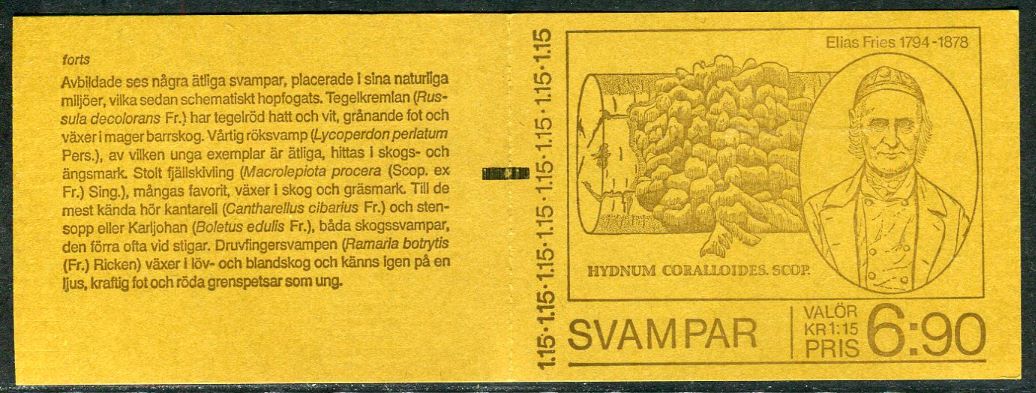 forts
Avbildade ses några ätliga svampar, placerade i sina naturliga
miljöer, vilka sedan schematiskt hopfogats. Tegelkremlan (Rus-
sula decolorans Fr.) har tegelröd hatt och vit, grånande fot och
växer i mager barrskog. Vårtig röksvamp (Lycoperdon perlatum
Pers.), av vilken unga exemplar är ätliga, hittas i skogs- och
ängsmark. Stolt fjällskivling (Macrolepiota procera (Scop. ex
Fr.) Sing.), mångas favorit, växer i skog och gräsmark. Till de
mest kända hör kantarell (Cantharellus cibarius Fr.) och sten-
sopp eller Karljohan (Boletus edulis Fr.), båda skogssvampar,
den förra ofta vid stigar. Druvfingersvampen (Ramaria botrytis
(Fr.) Ricken) växer i löv- och blandskog och känns igen på en
ljus, kraftig fot och röda grenspetsar som ung.
1.15·1.15·1.15·1.15·1.15·1.15·1.15·1.15
Elias Fries 1794-1878
HYDNUM CORALLOIDES. SCOP.
SVAMPAR
VALÖR
KR 1:15
PRIS
6:90